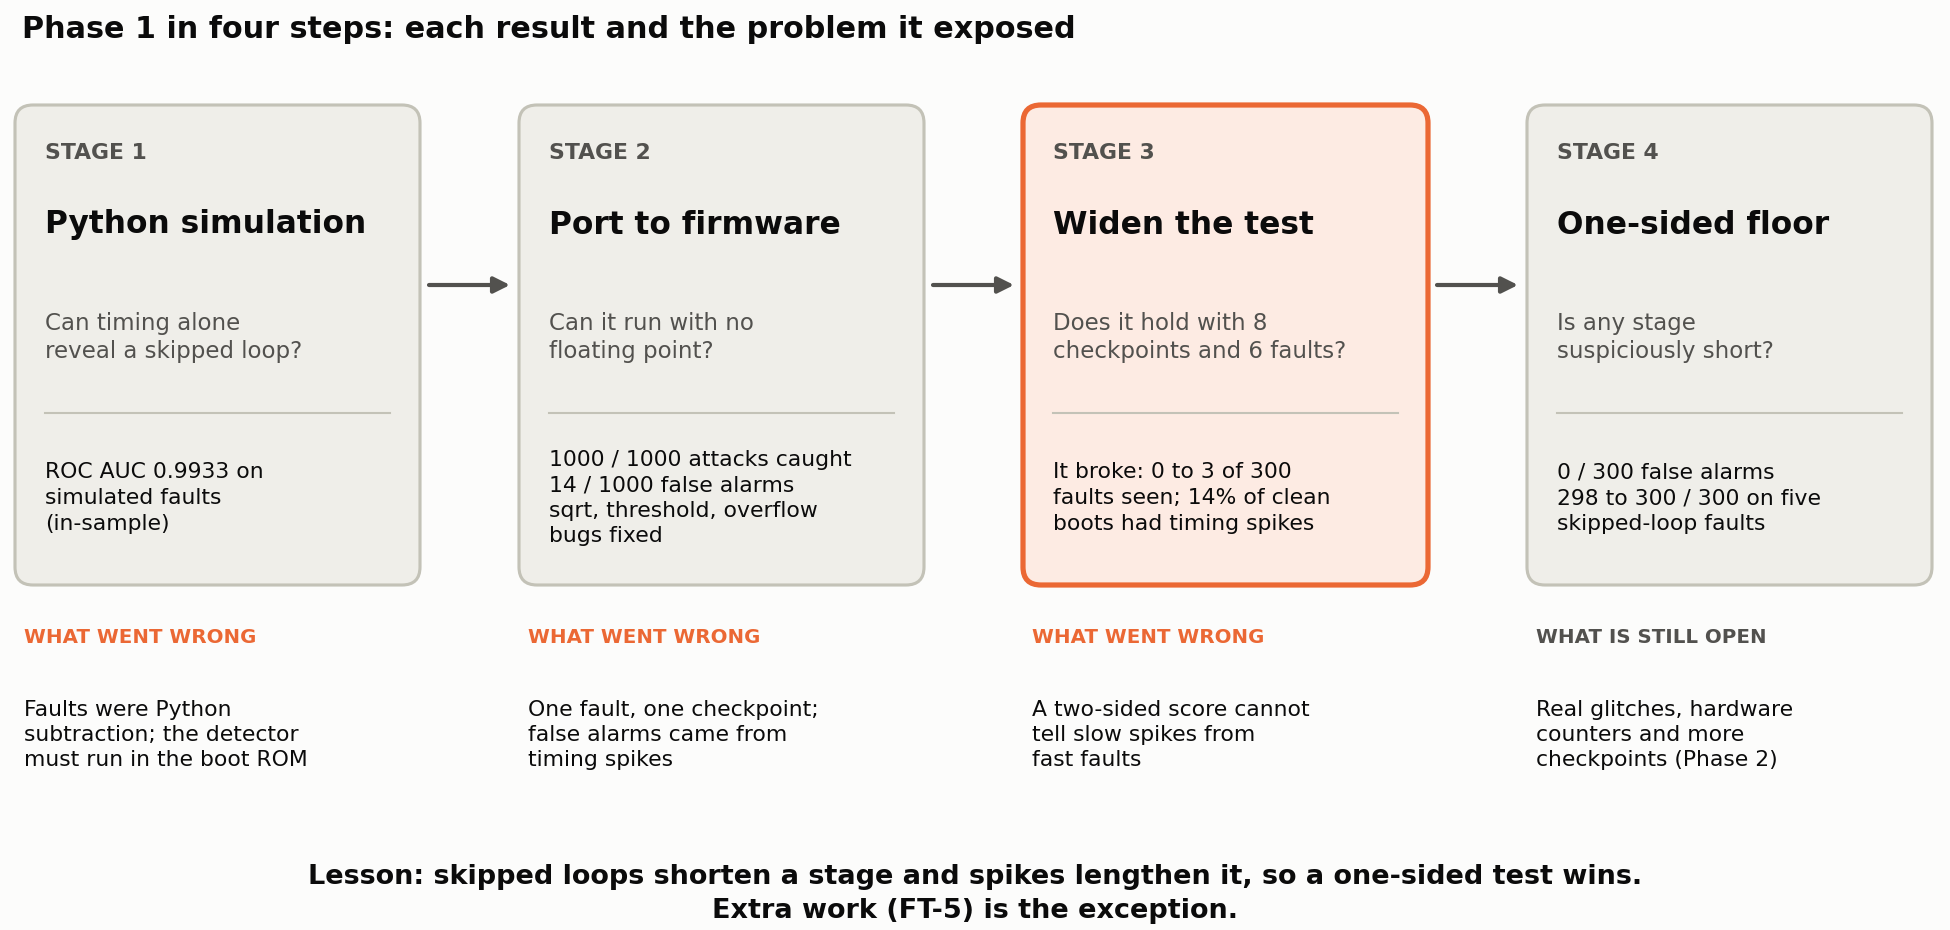 Phase 1 in four steps: each result and the problem it exposed
STAGE 1
Python simulation
Can timing alone
reveal a skipped loop?
ROC AUC 0.9933 on
simulated faults
(in-sample)
WHAT WENT WRONG
Faults were Python
subtraction; the detector
must run in the boot ROM
STAGE 2
Port to firmware
Can it run with no
floating point?
1000 / 1000 attacks caught
14 / 1000 false alarms
sqrt, threshold, overflow
bugs fixed
WHAT WENT WRONG
One fault, one checkpoint;
false alarms came from
timing spikes
STAGE 3
Widen the test
Does it hold with 8
checkpoints and 6 faults?
It broke: 0 to 3 of 300
faults seen; 14% of clean
boots had timing spikes
WHAT WENT WRONG
A two-sided score cannot
tell slow spikes from
fast faults
STAGE 4
One-sided floor
Is any stage
suspiciously short?
0 / 300 false alarms
298 to 300 / 300 on five
skipped-loop faults
WHAT IS STILL OPEN
Real glitches, hardware
counters and more
checkpoints (Phase 2)
Lesson: skipped loops shorten a stage and spikes lengthen it, so a one-sided test wins.
Extra work (FT-5) is the exception.